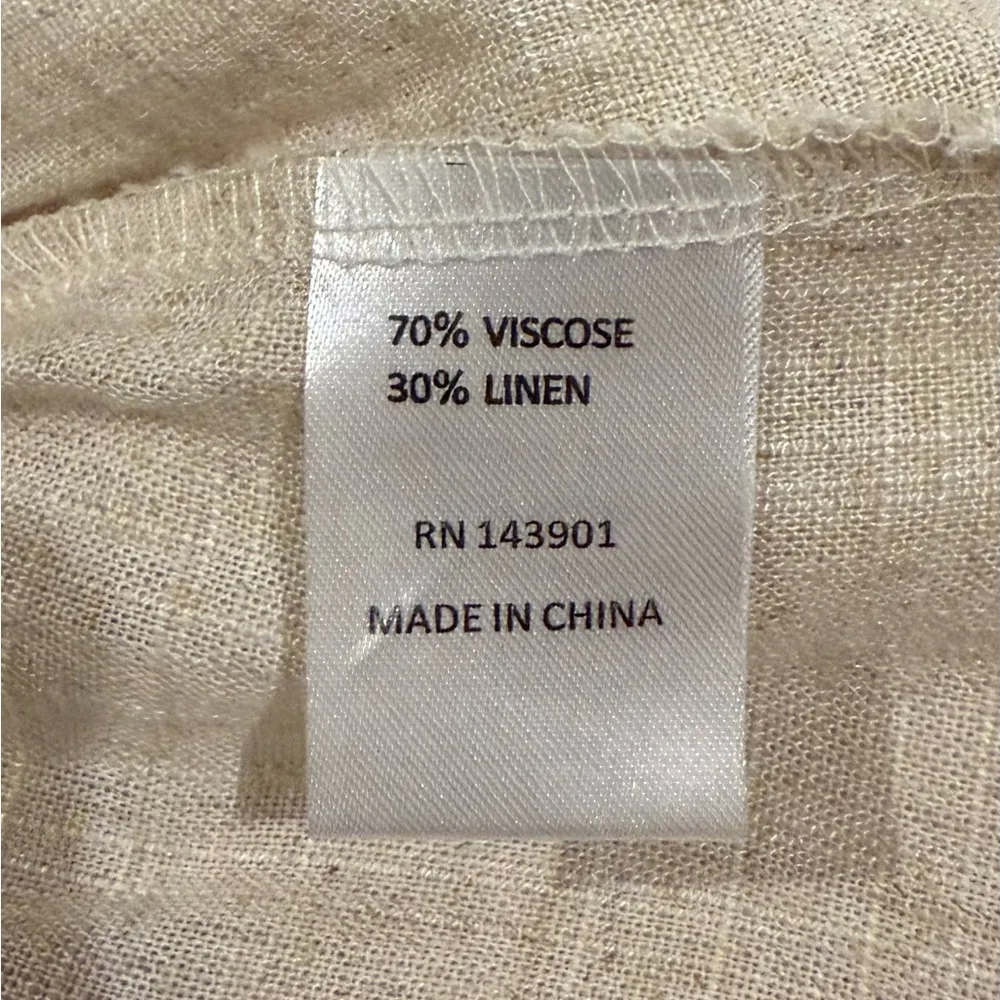 70% VISCOSE
30% LINEN
RN 143901
MADE IN CHINA